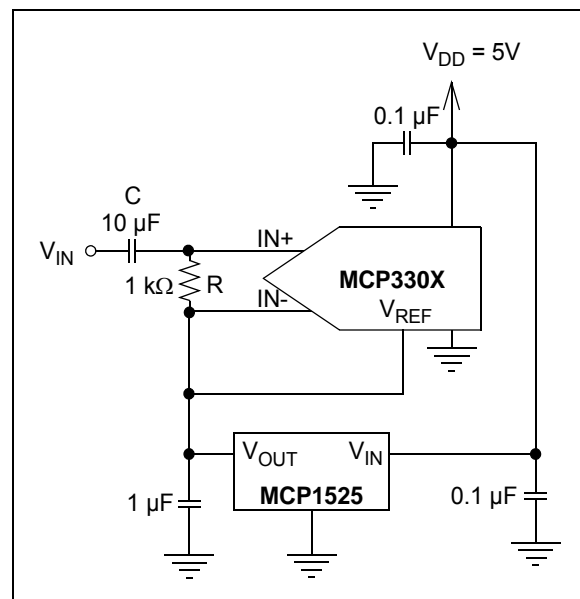 V_DD = 5V
0.1 µF
C
10 µF
V_IN
IN+
1 kΩ
R
IN-
MCP330X
V_REF
V_OUT
V_IN
MCP1525
1 µF
0.1 µF